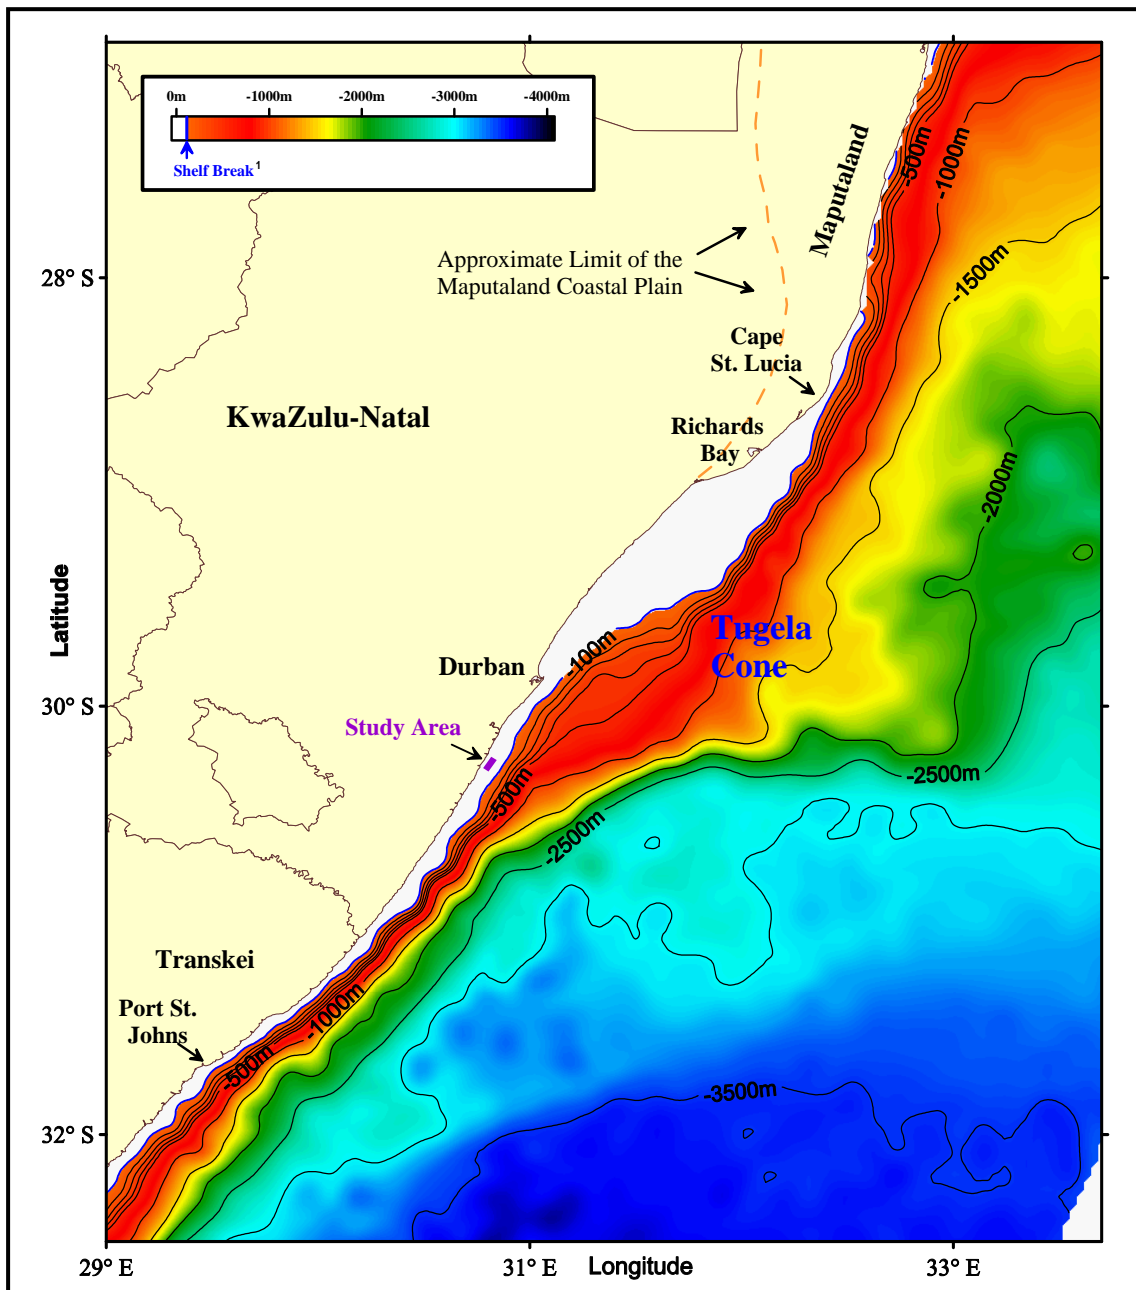 0m -1000m -2000m -3000m -4000m
Shelf Break 1
Maputaland
-500m
-1000m
Approximate Limit of the
Maputaland Coastal Plain
28° S
-1500m
Cape
St. Lucia
KwaZulu-Natal
Richards
Bay
-2000m
Latitude
Tugela
Cone
-100m
Durban
30° S
Study Area
-500m
-2500m
-2500m
Transkei
Port St.
Johns
-1000m
-500m
-3500m
32° S
29° E 31° E Longitude 33° E